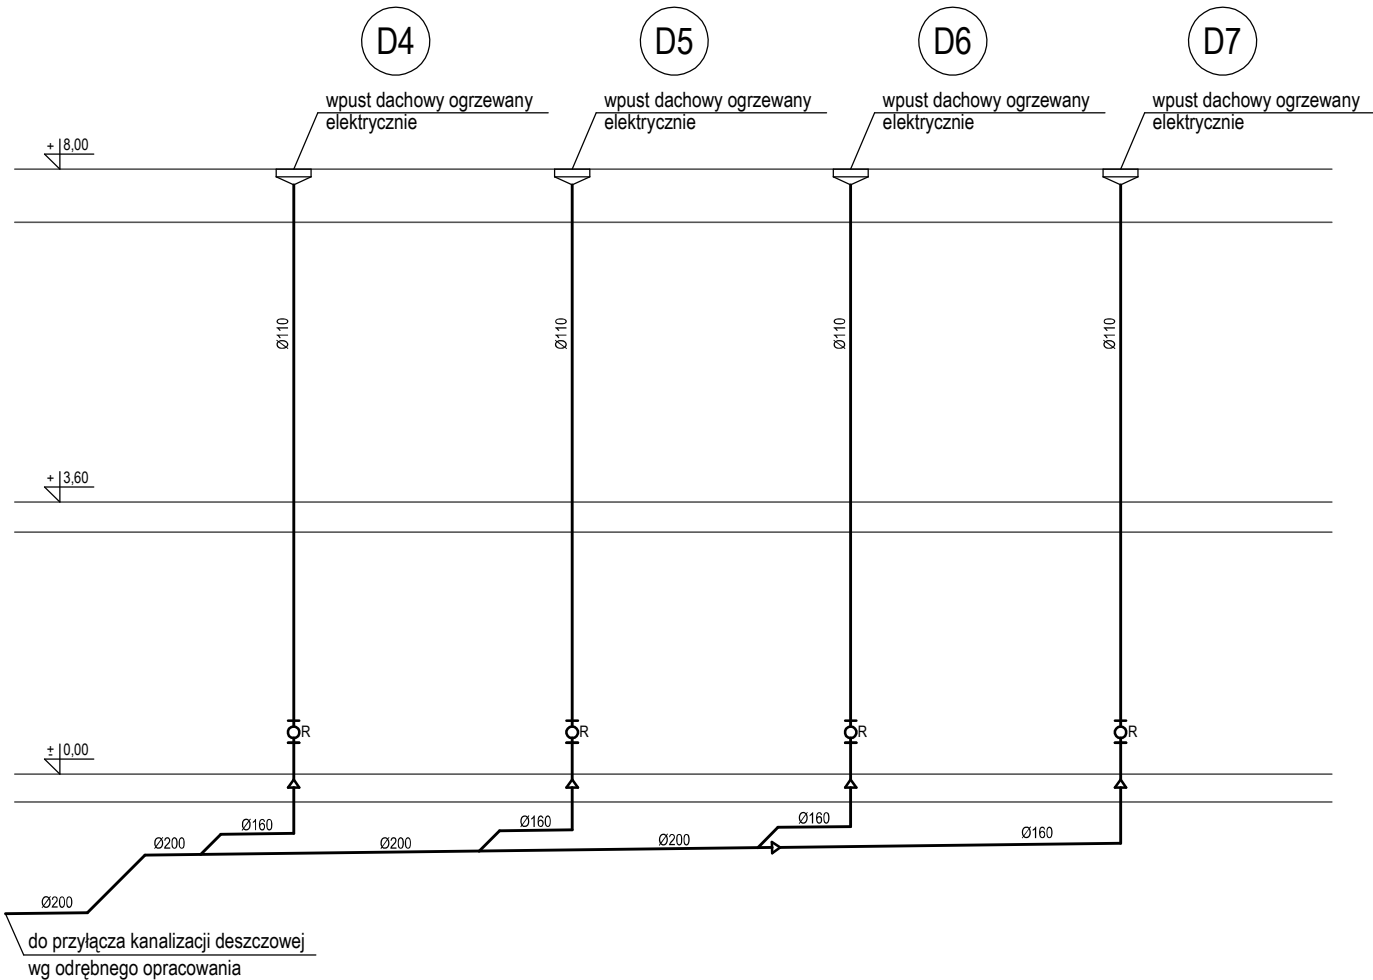 D4
D5
D6
D7
wpust dachowy ogrzewany
elektrycznie
wpust dachowy ogrzewany
elektrycznie
wpust dachowy ogrzewany
elektrycznie
wpust dachowy ogrzewany
elektrycznie
+ 8,00
Ø110
Ø110
Ø110
Ø110
+ 3,60
R
R
R
R
± 0,00
Ø160
Ø160
Ø160
Ø160
Ø200
Ø200
Ø200
Ø200
do przyłącza kanalizacji deszczowej
wg odrębnego opracowania